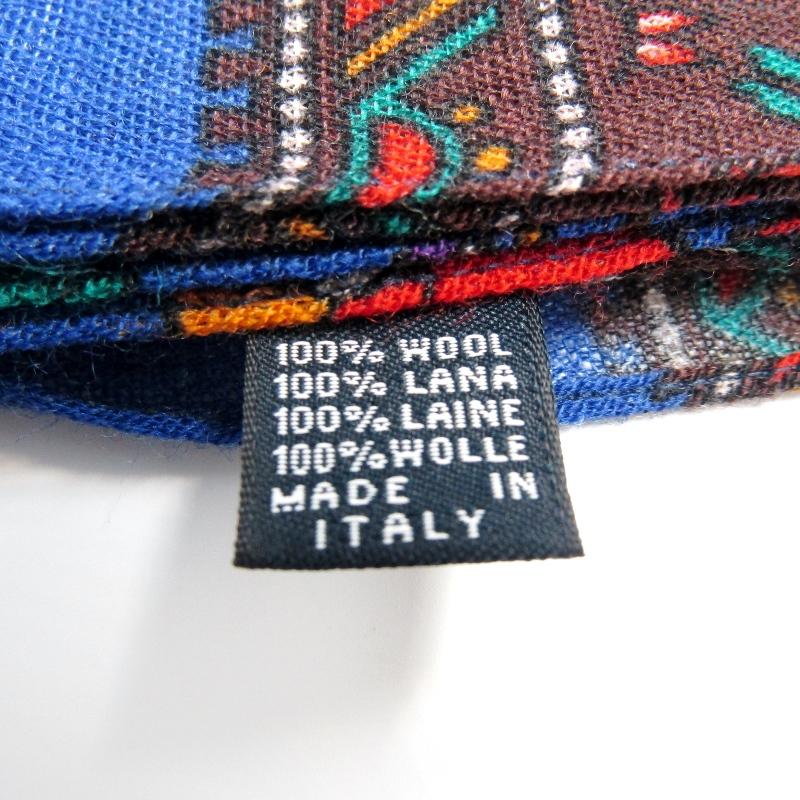 100% WOOL
100% LANA
100% LAINE
100% WOLLE
MADE IN
ITALY